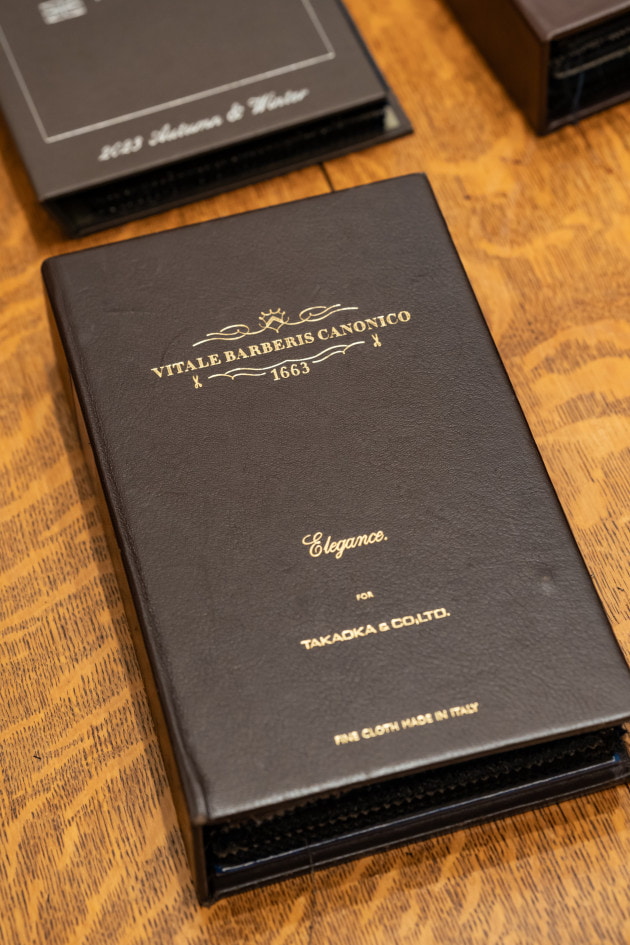 2023 Autumn & Winter
VITALE BARBERIS CANONICO
1663
Elegance.
FOR
TAKAOKA & CO.,LTD.
FINE CLOTH MADE IN ITALY